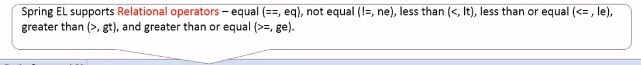 Spring EL supports Relational operators – equal (==, eq), not equal (!=, ne), less than (<, lt), less than or equal (<= , le),
greater than (>, gt), and greater than or equal (>=, ge).